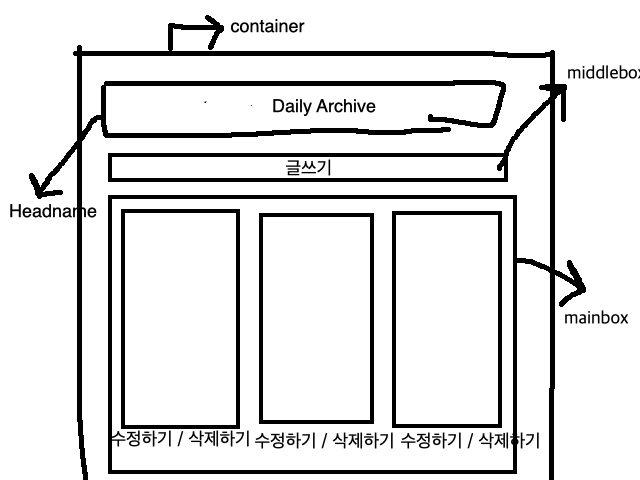 container
middlebox
Daily Archive
글쓰기
Headname
mainbox
수정하기 / 삭제하기 수정하기 / 삭제하기 수정하기 / 삭제하기